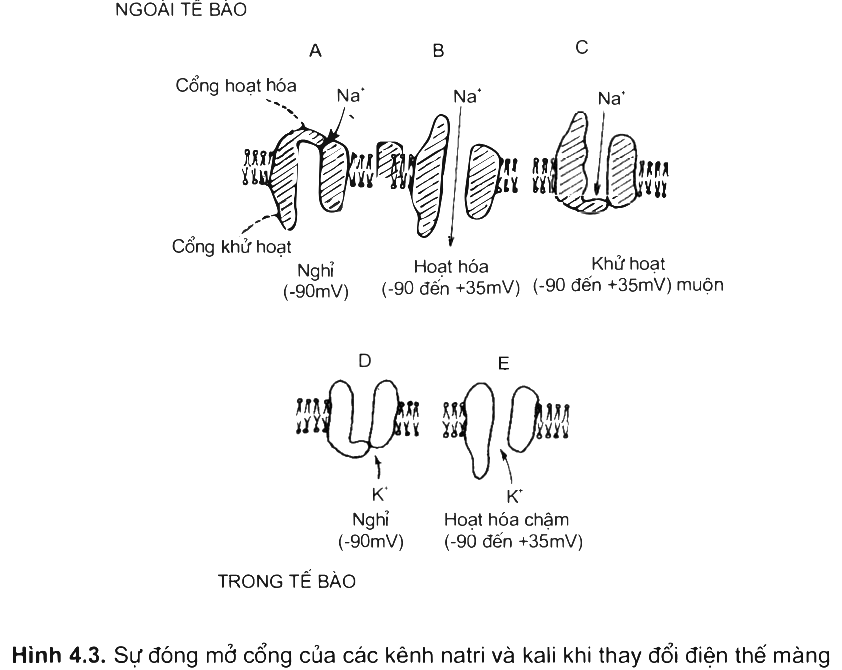 NGOÀI TẾ BÀO
A
B
C
Cổng hoạt hóa
Na⁺
Na⁺
Na⁺
Cổng khử hoạt
Nghỉ
(-90mV)
Hoạt hóa
(-90 đến +35mV)
Khử hoạt
(-90 đến +35mV) muộn
D
E
K⁺
K⁺
Nghỉ
(-90mV)
Hoạt hóa chậm
(-90 đến +35mV)
TRONG TẾ BÀO
Hình 4.3. Sự đóng mở cổng của các kênh natri và kali khi thay đổi điện thế màng